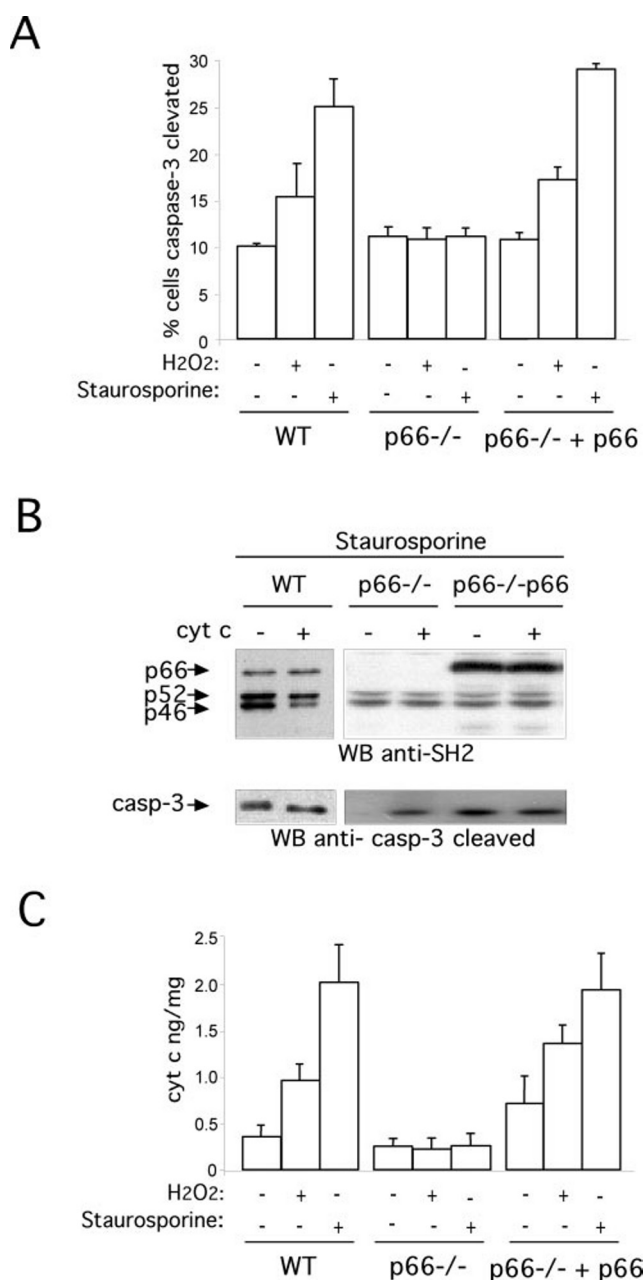 A
% cells caspase-3 clevated
30
25
20
15
10
5
0
H2O2: - + - - + - - + -
Staurosporine: - - + - - + - - +
WT p66-/- p66-/- + p66
B
Staurosporine
WT p66-/- p66-/-p66
cyt c - + - + - +
p66
p52
p46
WB anti-SH2
casp-3
WB anti- casp-3 cleaved
C
cyt c ng/mg
2.5
2.0
1.5
1.0
0.5
0
H2O2: - + - - + - - + -
Staurosporine: - - + - - + - - +
WT p66-/- p66-/- + p66